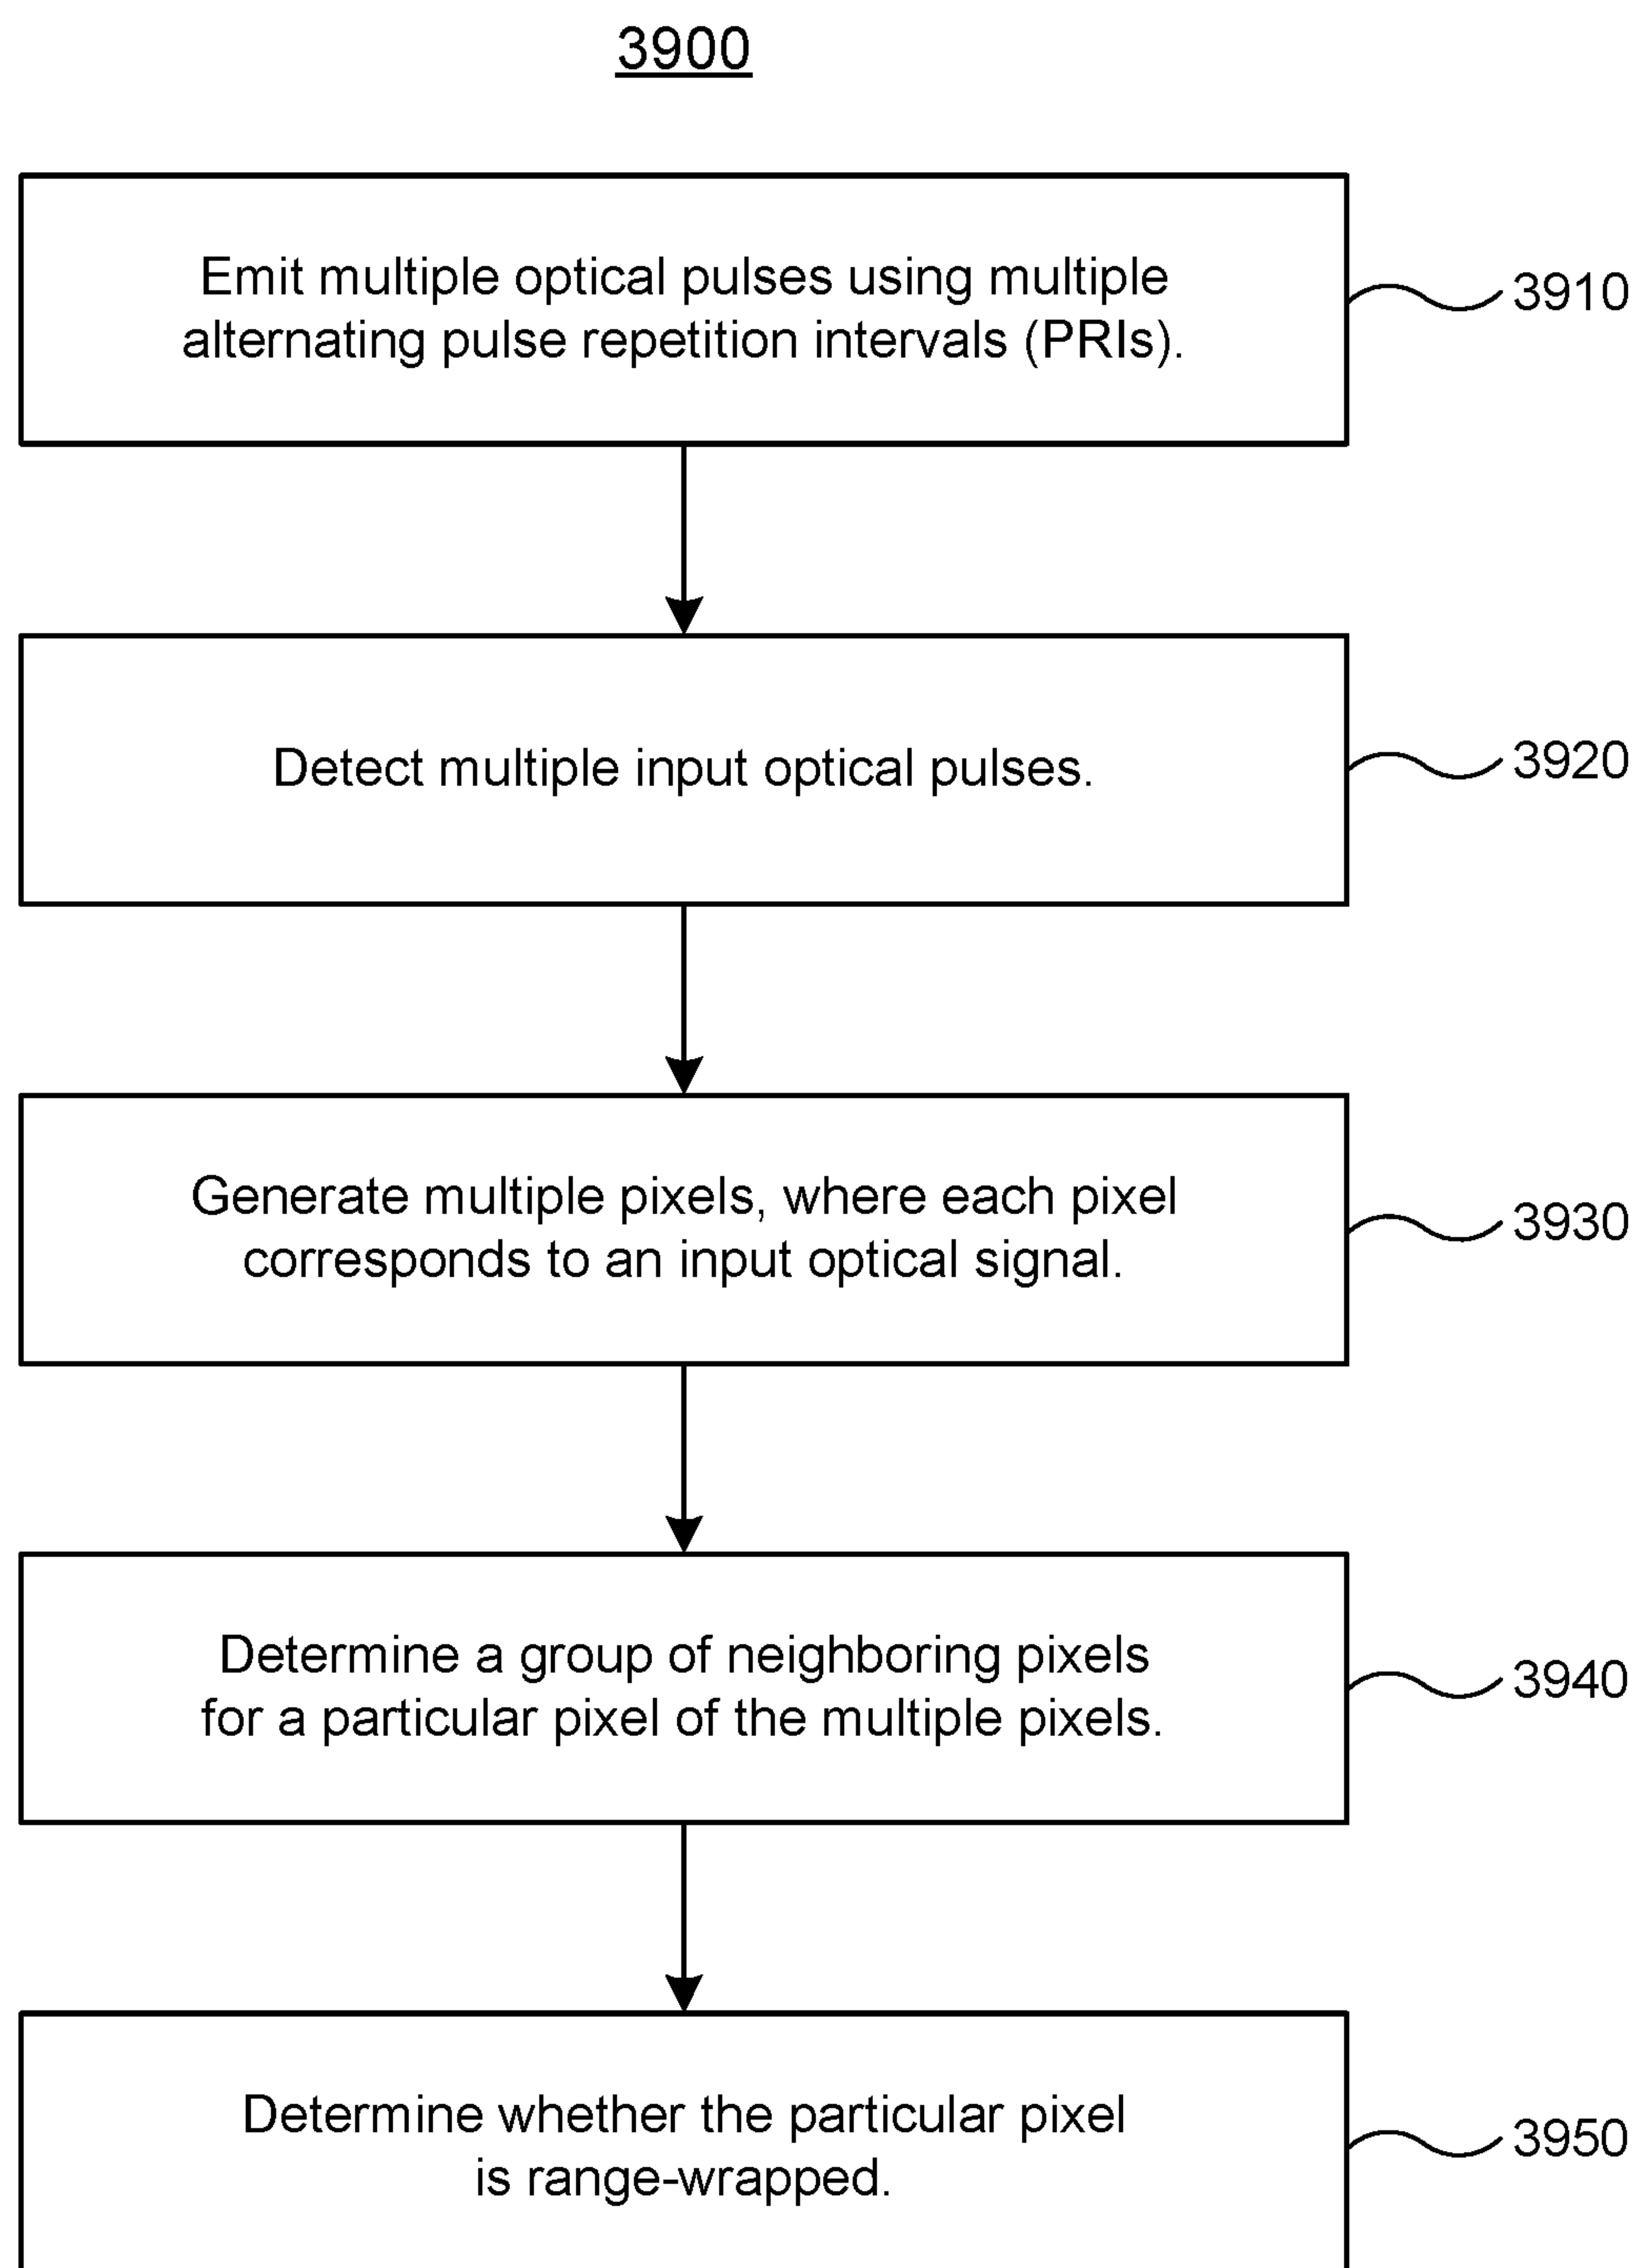 3900
Emit multiple optical pulses using multiple
alternating pulse repetition intervals (PRIs).
3910
Detect multiple input optical pulses.
3920
Generate multiple pixels, where each pixel
corresponds to an input optical signal.
3930
Determine a group of neighboring pixels
for a particular pixel of the multiple pixels.
3940
Determine whether the particular pixel
is range-wrapped.
3950